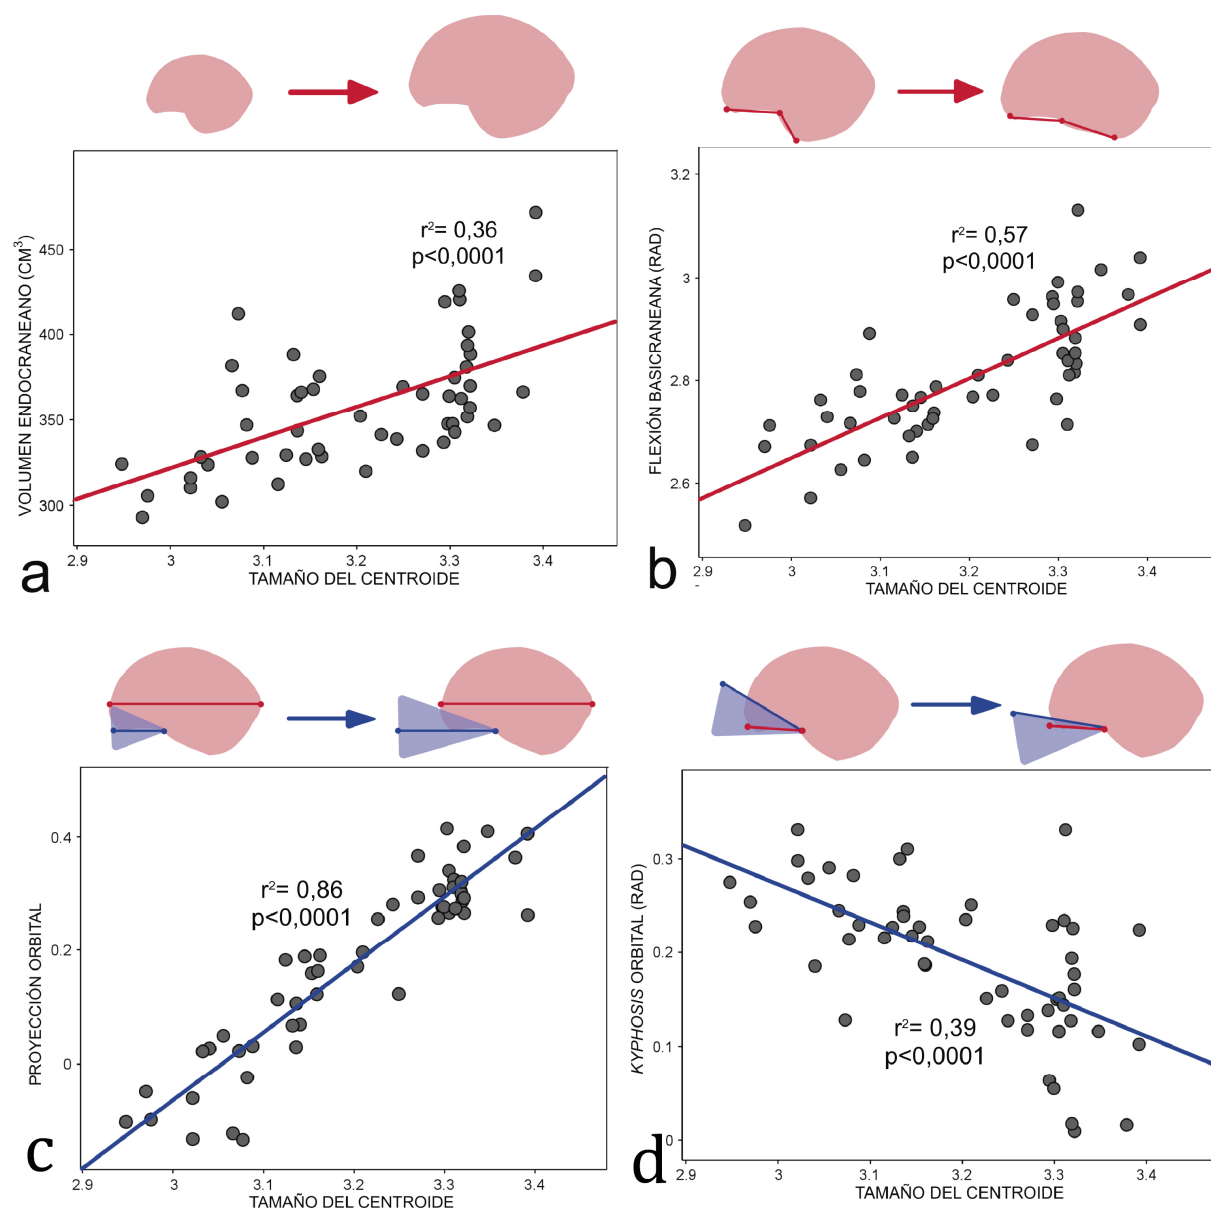 VOLUMEN ENDOCRANEANO (CM³)
450
400
350
300
r²= 0,36
p<0,0001
2.9 3 3.1 3.2 3.3 3.4
TAMAÑO DEL CENTROIDE
a
FLEXIÓN BASICRANEANA (RAD)
3.2
3
2.8
2.6
r²= 0,57
p<0,0001
2.9 3 3.1 3.2 3.3 3.4
TAMAÑO DEL CENTROIDE
b
PROYECCIÓN ORBITAL
0.4
0.2
0
r²= 0,86
p<0,0001
2.9 3 3.1 3.2 3.3 3.4
TAMAÑO DEL CENTROIDE
c
KYPHOSIS ORBITAL (RAD)
0.3
0.2
0.1
0
r²= 0,39
p<0,0001
2.9 3 3.1 3.2 3.3 3.4
TAMAÑO DEL CENTROIDE
d